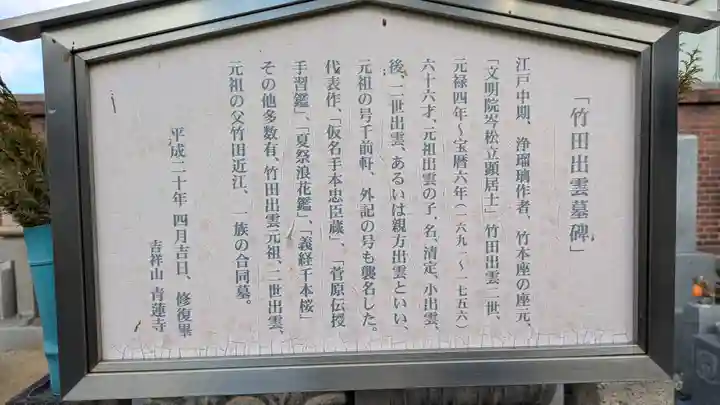 「竹田出雲墓碑」
江戸中期、浄瑠璃作者、竹本座の座元、
「文明院岑松立顕居士」竹田出雲二世、
元禄四年～宝暦六年(一六九一～一七五六)
六十六才、元祖出雲の子，名、清定、小出雲、
後、二世出雲、あるいは親方出雲といい、
元祖の号千前軒、外記の号も襲名した。
代表作、「仮名手本忠臣蔵」、「菅原伝授
手習鑑」、「夏祭浪花鑑」、「義経千本桜」
その他多数有、竹田出雲元祖、二世出雲、
元祖の父竹田近江、一族の合同墓。
平成二十年四月吉日、修復畢
吉祥山 青蓮寺